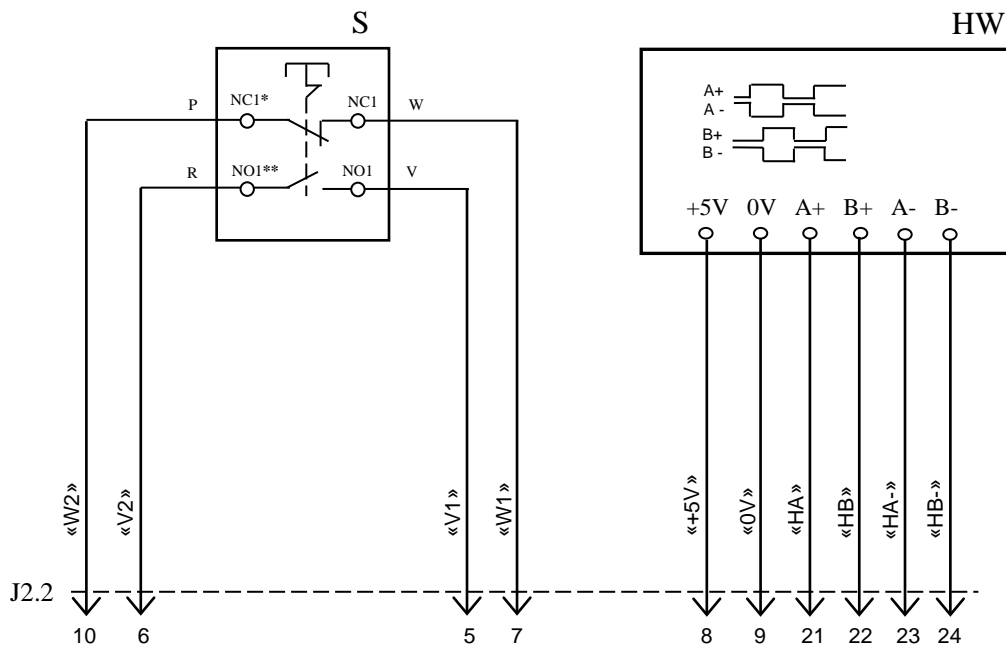 S
HW
P
NC1*
NC1
W
R
NO1**
NO1
V
A+
A -
B+
B -
+5V 0V A+ B+ A- B-
«W2»
«V2»
«V1»
«W1»
«+5V»
«0V»
«HA»
«HB»
«HA-»
«HB-»
J2.2
10 6 5 7 8 9 21 22 23 24